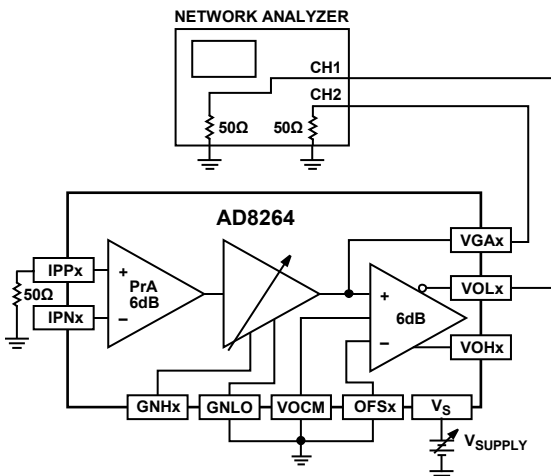 NETWORK ANALYZER
CH1
CH2
50Ω
50Ω
AD8264
VGAx
IPPx
+
PrA
6dB
–
+
6dB
–
VOLx
50Ω
IPNx
VOHx
GNHx
GNLO
VOCM
OFSx
VS
VSUPPLY